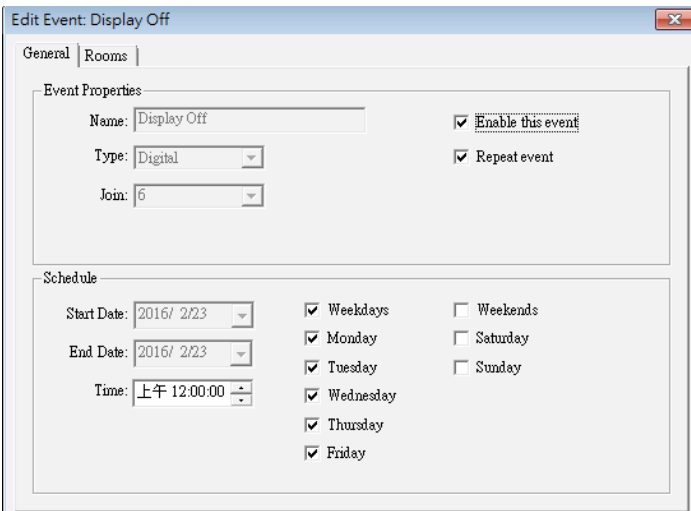 Edit Event: Display Off
General Rooms
Event Properties
Name: Display Off
Enable this event
Type: Digital
Repeat event
Join: 6
Schedule
Start Date: 2016/ 2/23
Weekdays
Weekends
Monday
Saturday
End Date: 2016/ 2/23
Tuesday
Sunday
Time: 上午 12:00:00
Wednesday
Thursday
Friday